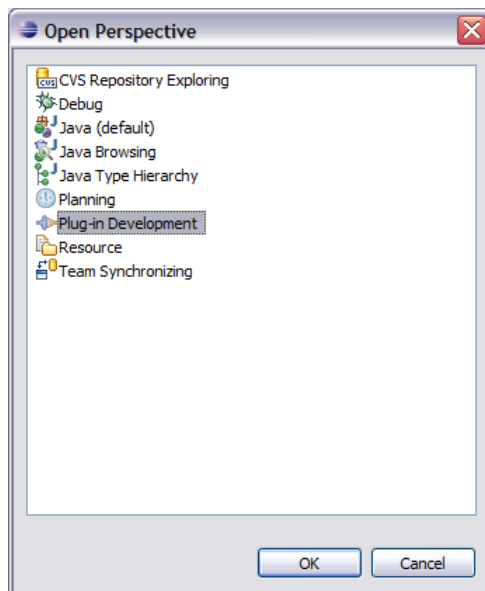 Open Perspective
CVS Repository Exploring
Debug
Java (default)
Java Browsing
Java Type Hierarchy
Planning
Plug-in Development
Resource
Team Synchronizing
OK Cancel